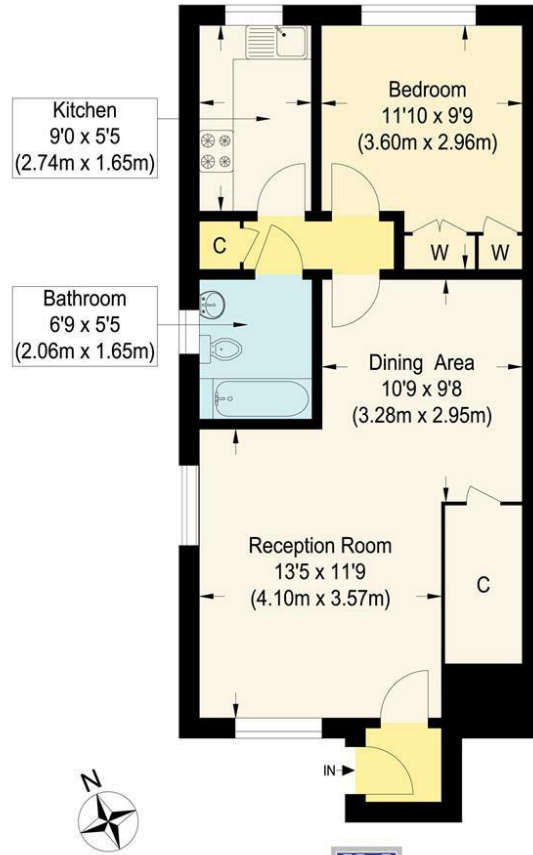 Kitchen
9'0 x 5'5
(2.74m x 1.65m)
Bedroom
11'10 x 9'9
(3.60m x 2.96m)
C
W
W
Bathroom
6'9 x 5'5
(2.06m x 1.65m)
Dining Area
10'9 x 9'8
(3.28m x 2.95m)
Reception Room
13'5 x 11'9
(4.10m x 3.57m)
C
IN
N